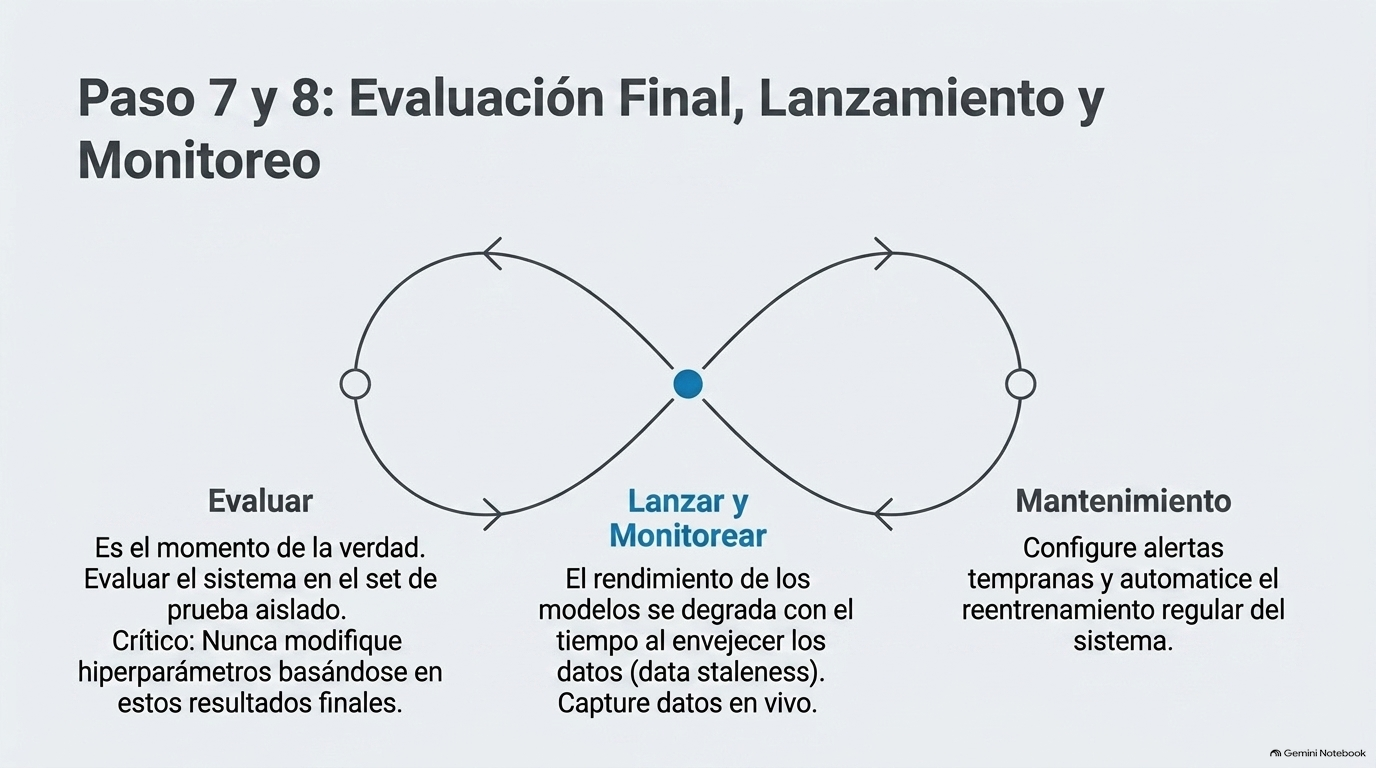 Paso 7 y 8: Evaluación Final, Lanzamiento y
Monitoreo
Evaluar
Es el momento de la verdad.
Evaluar el sistema en el set de
prueba aislado.
Crítico: Nunca modifique
hiperparámetros basándose en
estos resultados finales.
Lanzar y
Monitorear
El rendimiento de los
modelos se degrada con el
tiempo al envejecer los
datos (data staleness).
Capture datos en vivo.
Mantenimiento
Configure alertas
tempranas y automatice el
reentrenamiento regular del
sistema.
Gemini Notebook